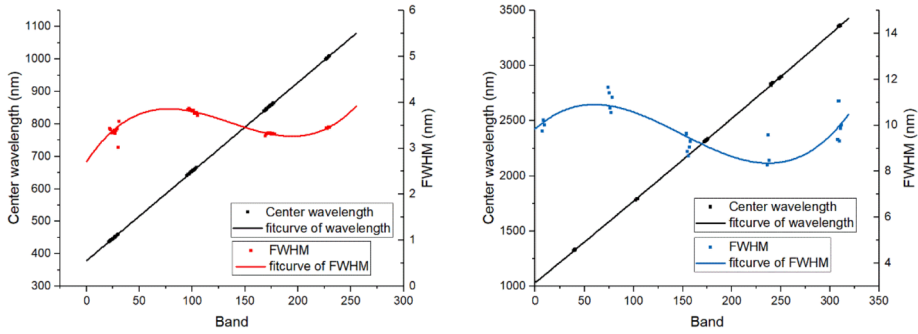 1100
1000
900
800
700
600
500
400
300
Center wavelength (nm)
6
5
4
3
2
1
0
FWHM (nm)
Center wavelength
fitcurve of wavelength
FWHM
fitcurve of FWHM
0 50 100 150 200 250 300
Band
3500
3000
2500
2000
1500
1000
Center wavelength (nm)
14
12
10
8
6
4
FWHM (nm)
Center wavelength
fitcurve of wavelength
FWHM
fitcurve of FWHM
0 50 100 150 200 250 300 350
Band